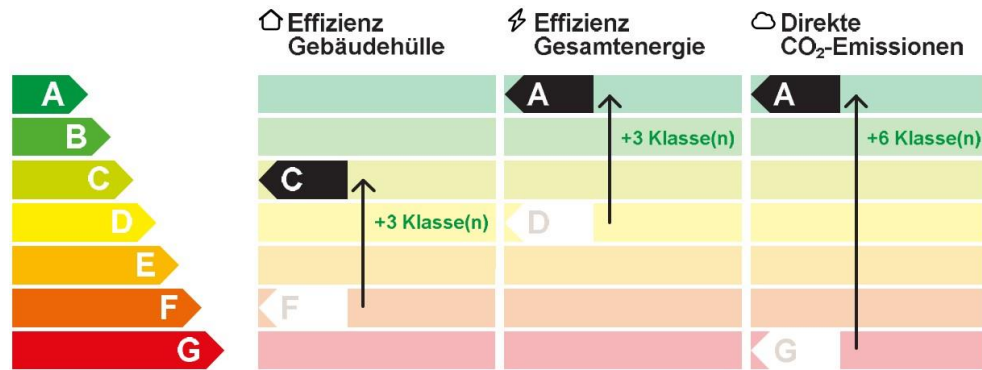 Effizienz
Gebäudehülle
Effizienz
Gesamtenergie
Direkte
CO₂-Emissionen
A
B
C
D
E
F
G
C
+3 Klasse(n)
F
A
+3 Klasse(n)
D
A
+6 Klasse(n)
G